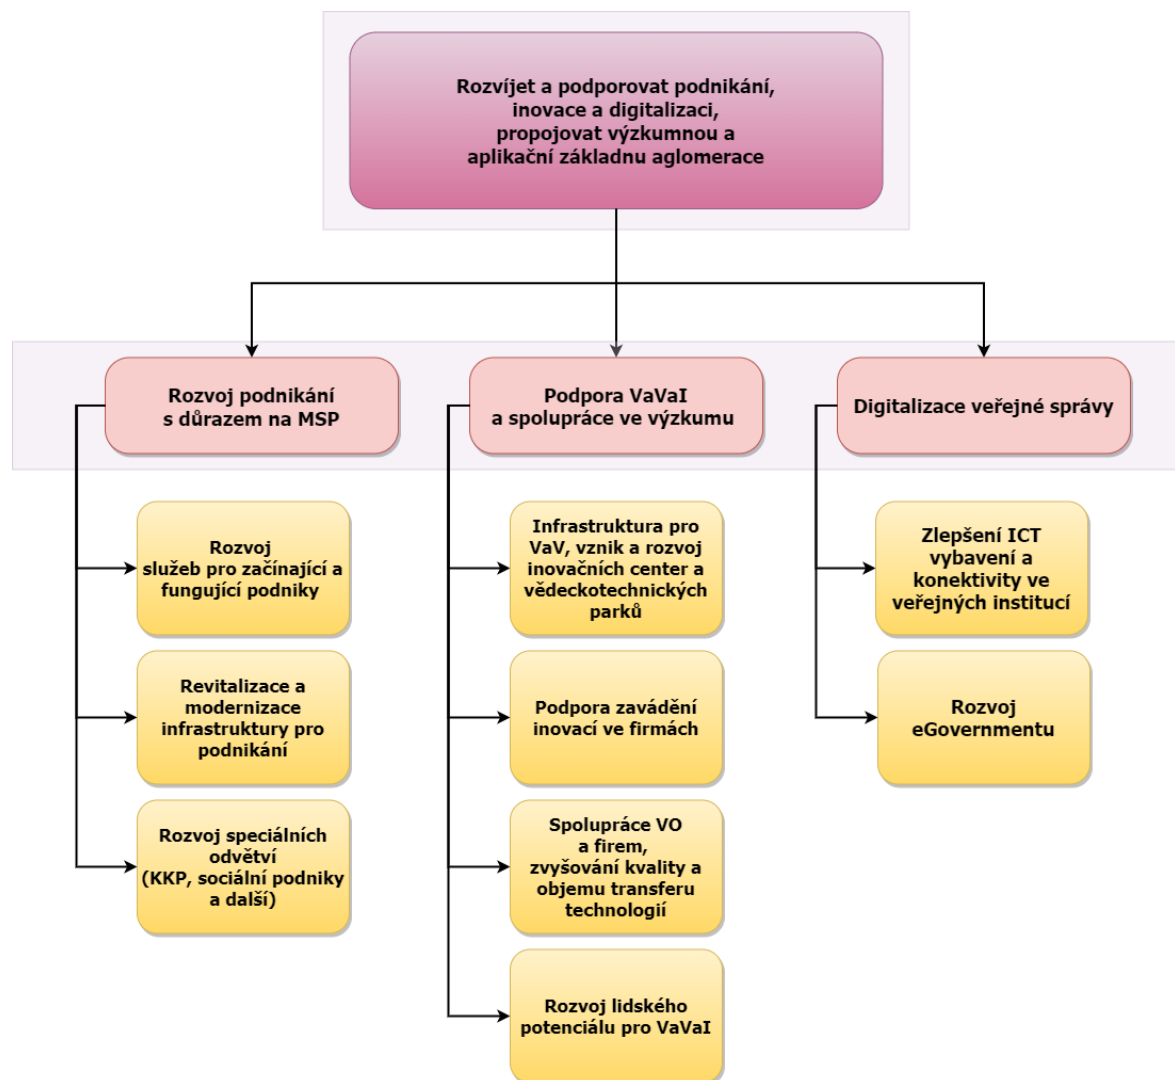 Rozvíjet a podporovat podnikání,
inovace a digitalizaci,
propojovat výzkumnou a
aplikační základnu aglomerace
Rozvoj podnikání
s důrazem na MSP
Podpora VaVaI
a spolupráce ve výzkumu
Digitalizace veřejné správy
Rozvoj
služeb pro začínající a
fungující podniky
Revitalizace a
modernizace
infrastruktury pro
podnikání
Rozvoj speciálních
odvětví
(KKP, sociální podniky
a další)
Infrastruktura pro
VaV, vznik a rozvoj
inovačních center a
vědeckotechnických
parků
Podpora zavádění
inovací ve firmách
Spolupráce VO
a firem,
zvyšování kvality a
objemu transferu
technologií
Rozvoj lidského
potenciálu pro VaVaI
Zlepšení ICT
vybavení a
konektivity ve
veřejných institucí
Rozvoj
eGovernmentu